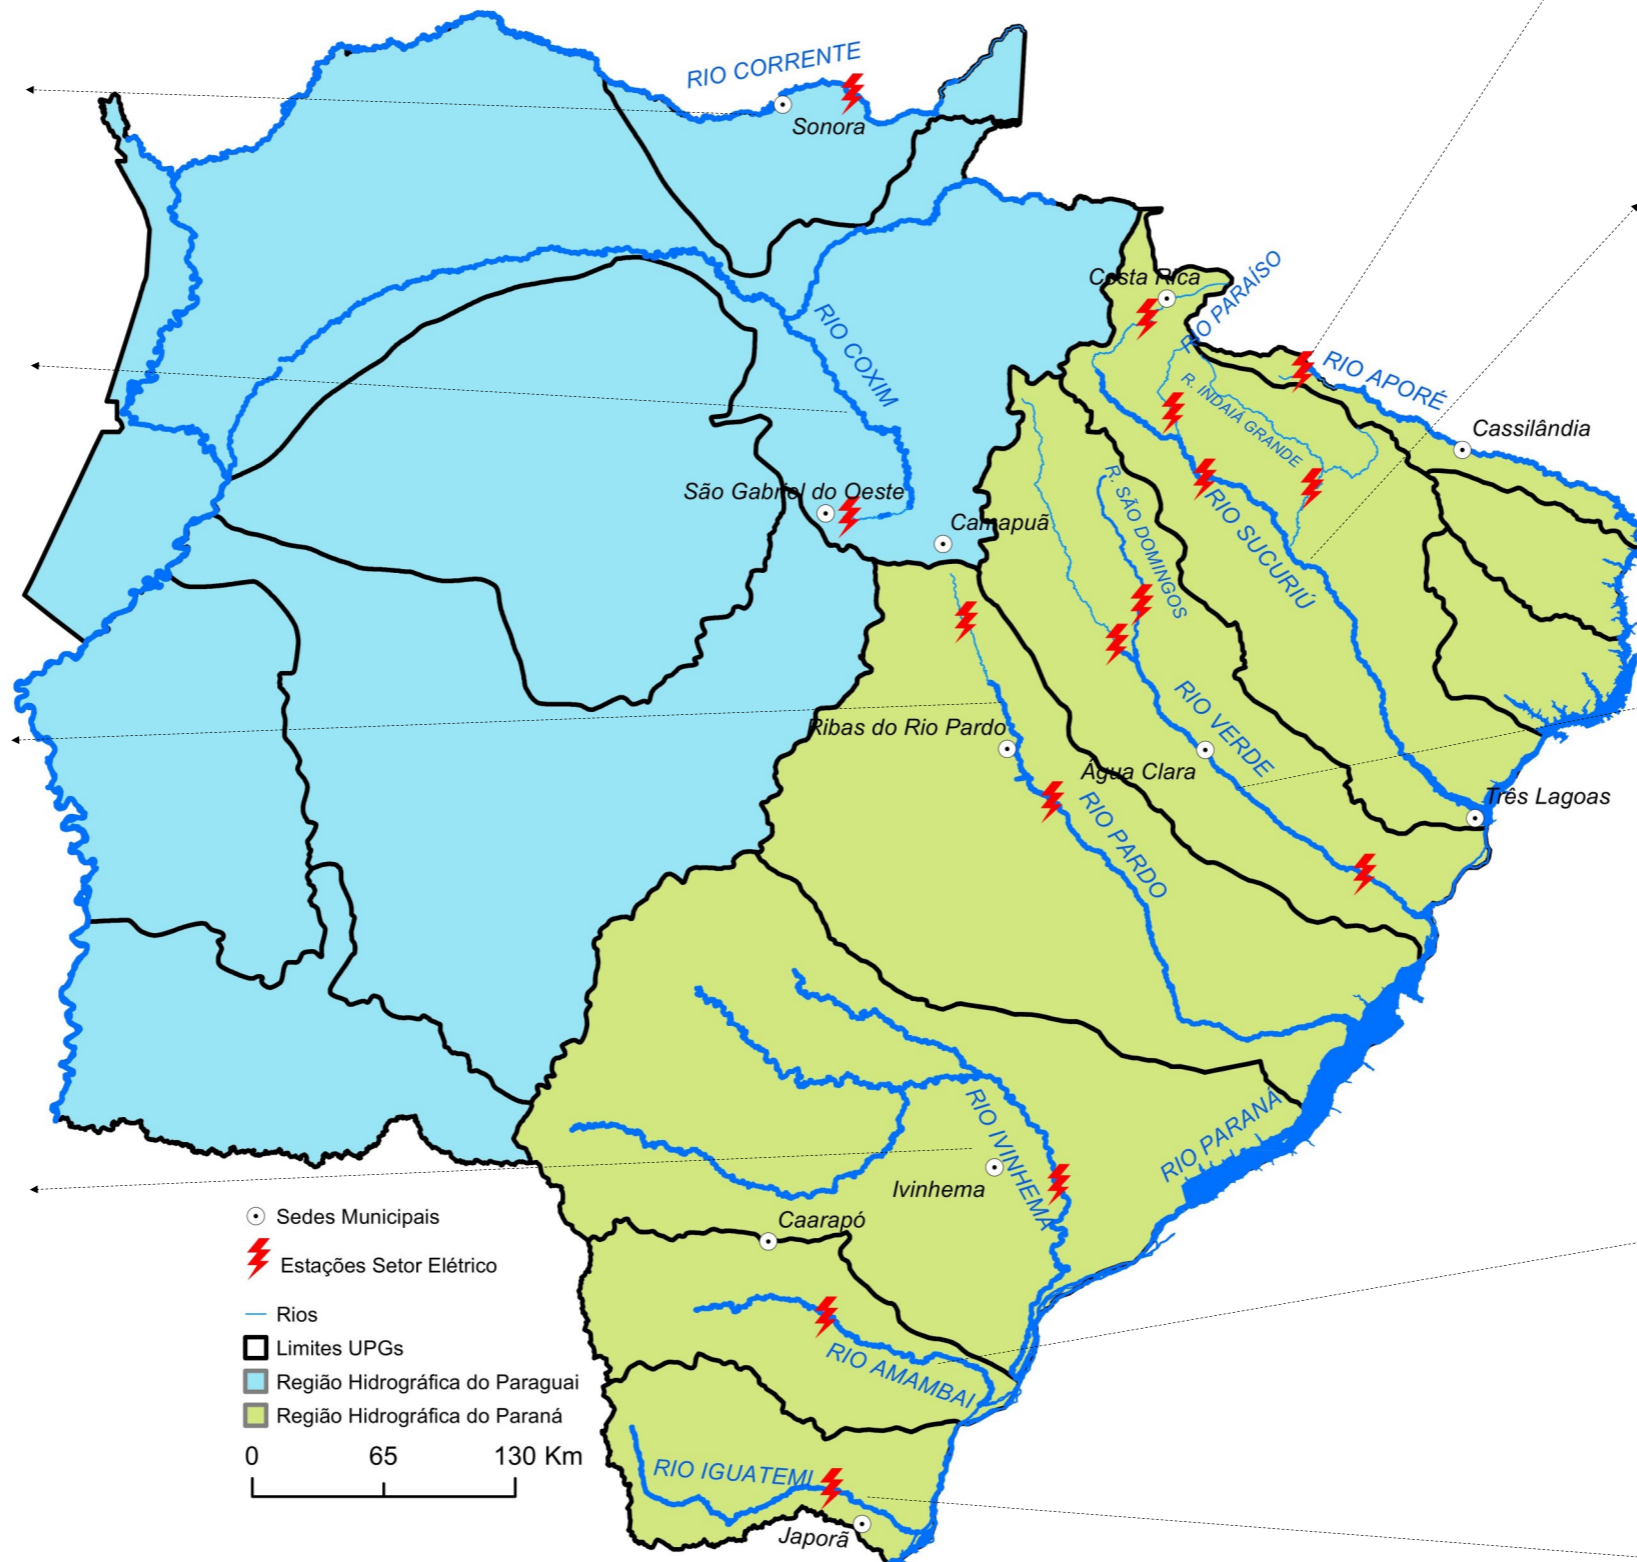 RIO CORRENTE
Sonora
Costa Rica
RIO PARAÍSO
RIO COXIM
RIO APORÉ
R. INDAIÁ GRANDE
Cassilândia
São Gabriel do Oeste
Camapuã
R. SÃO DOMINGOS
RIO SUCURIÚ
Ribas do Rio Pardo
RIO VERDE
Água Clara
Três Lagoas
RIO PARDO
RIO IVINHEMA
RIO PARANÁ
Ivinhema
Caarapó
RIO AMAMBAI
RIO IGUATEMI
Japorã
Sedes Municipais
Estações Setor Elétrico
Rios
Limites UPGs
Região Hidrográfica do Paraguai
Região Hidrográfica do Paraná
0 65 130 Km